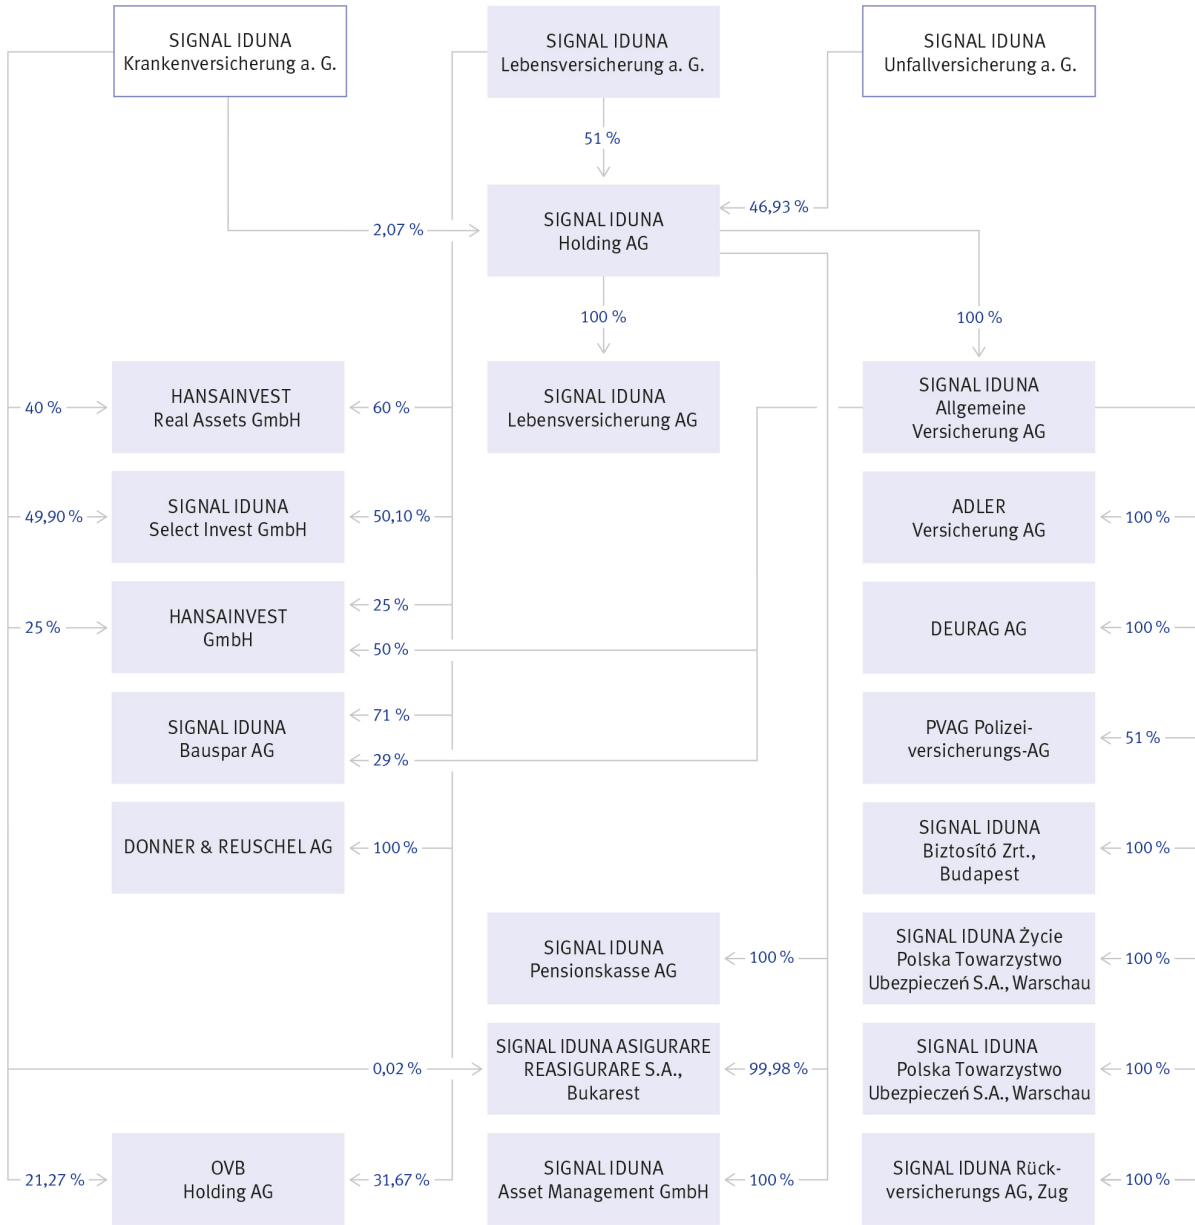 SIGNAL IDUNA
Krankenversicherung a. G.
SIGNAL IDUNA
Lebensversicherung a. G.
SIGNAL IDUNA
Unfallversicherung a. G.
51 %
46,93 %
2,07 %
SIGNAL IDUNA
Holding AG
100 %
100 %
40 %
HANSAINVEST
Real Assets GmbH
60 %
SIGNAL IDUNA
Lebensversicherung AG
SIGNAL IDUNA
Allgemeine
Versicherung AG
49,90 %
SIGNAL IDUNA
Select Invest GmbH
50,10 %
ADLER
Versicherung AG
100 %
25 %
HANSAINVEST
GmbH
25 %
50 %
DEURAG AG
100 %
SIGNAL IDUNA
Bauspar AG
71 %
29 %
PVAG Polizei-
versicherungs-AG
51 %
DONNER & REUSCHEL AG
100 %
SIGNAL IDUNA
Biztosító Zrt.,
Budapest
100 %
SIGNAL IDUNA
Pensionskasse AG
100 %
SIGNAL IDUNA Życie
Polska Towarzystwo
Ubezpieczeń S.A., Warschau
100 %
0,02 %
SIGNAL IDUNA ASIGURARE
REASIGURARE S.A.,
Bukarest
99,98 %
SIGNAL IDUNA
Polska Towarzystwo
Ubezpieczeń S.A., Warschau
100 %
21,27 %
OVB
Holding AG
31,67 %
SIGNAL IDUNA
Asset Management GmbH
100 %
SIGNAL IDUNA Rück-
versicherungs AG, Zug
100 %